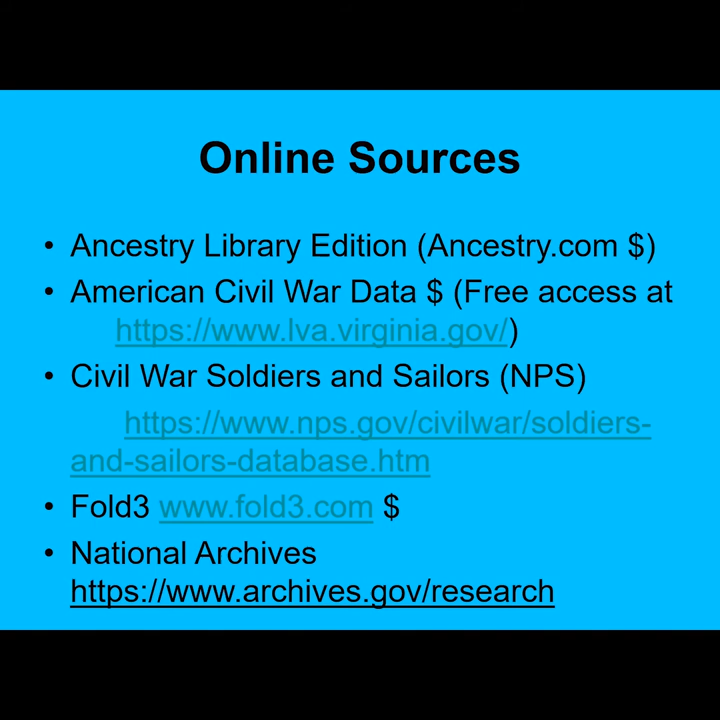 Online Sources
• Ancestry Library Edition (Ancestry.com $)
• American Civil War Data $ (Free access at
https://www.lva.virginia.gov/)
• Civil War Soldiers and Sailors (NPS)
https://www.nps.gov/civilwar/soldiers-
and-sailors-database.htm
• Fold3 www.fold3.com $
• National Archives
https://www.archives.gov/research